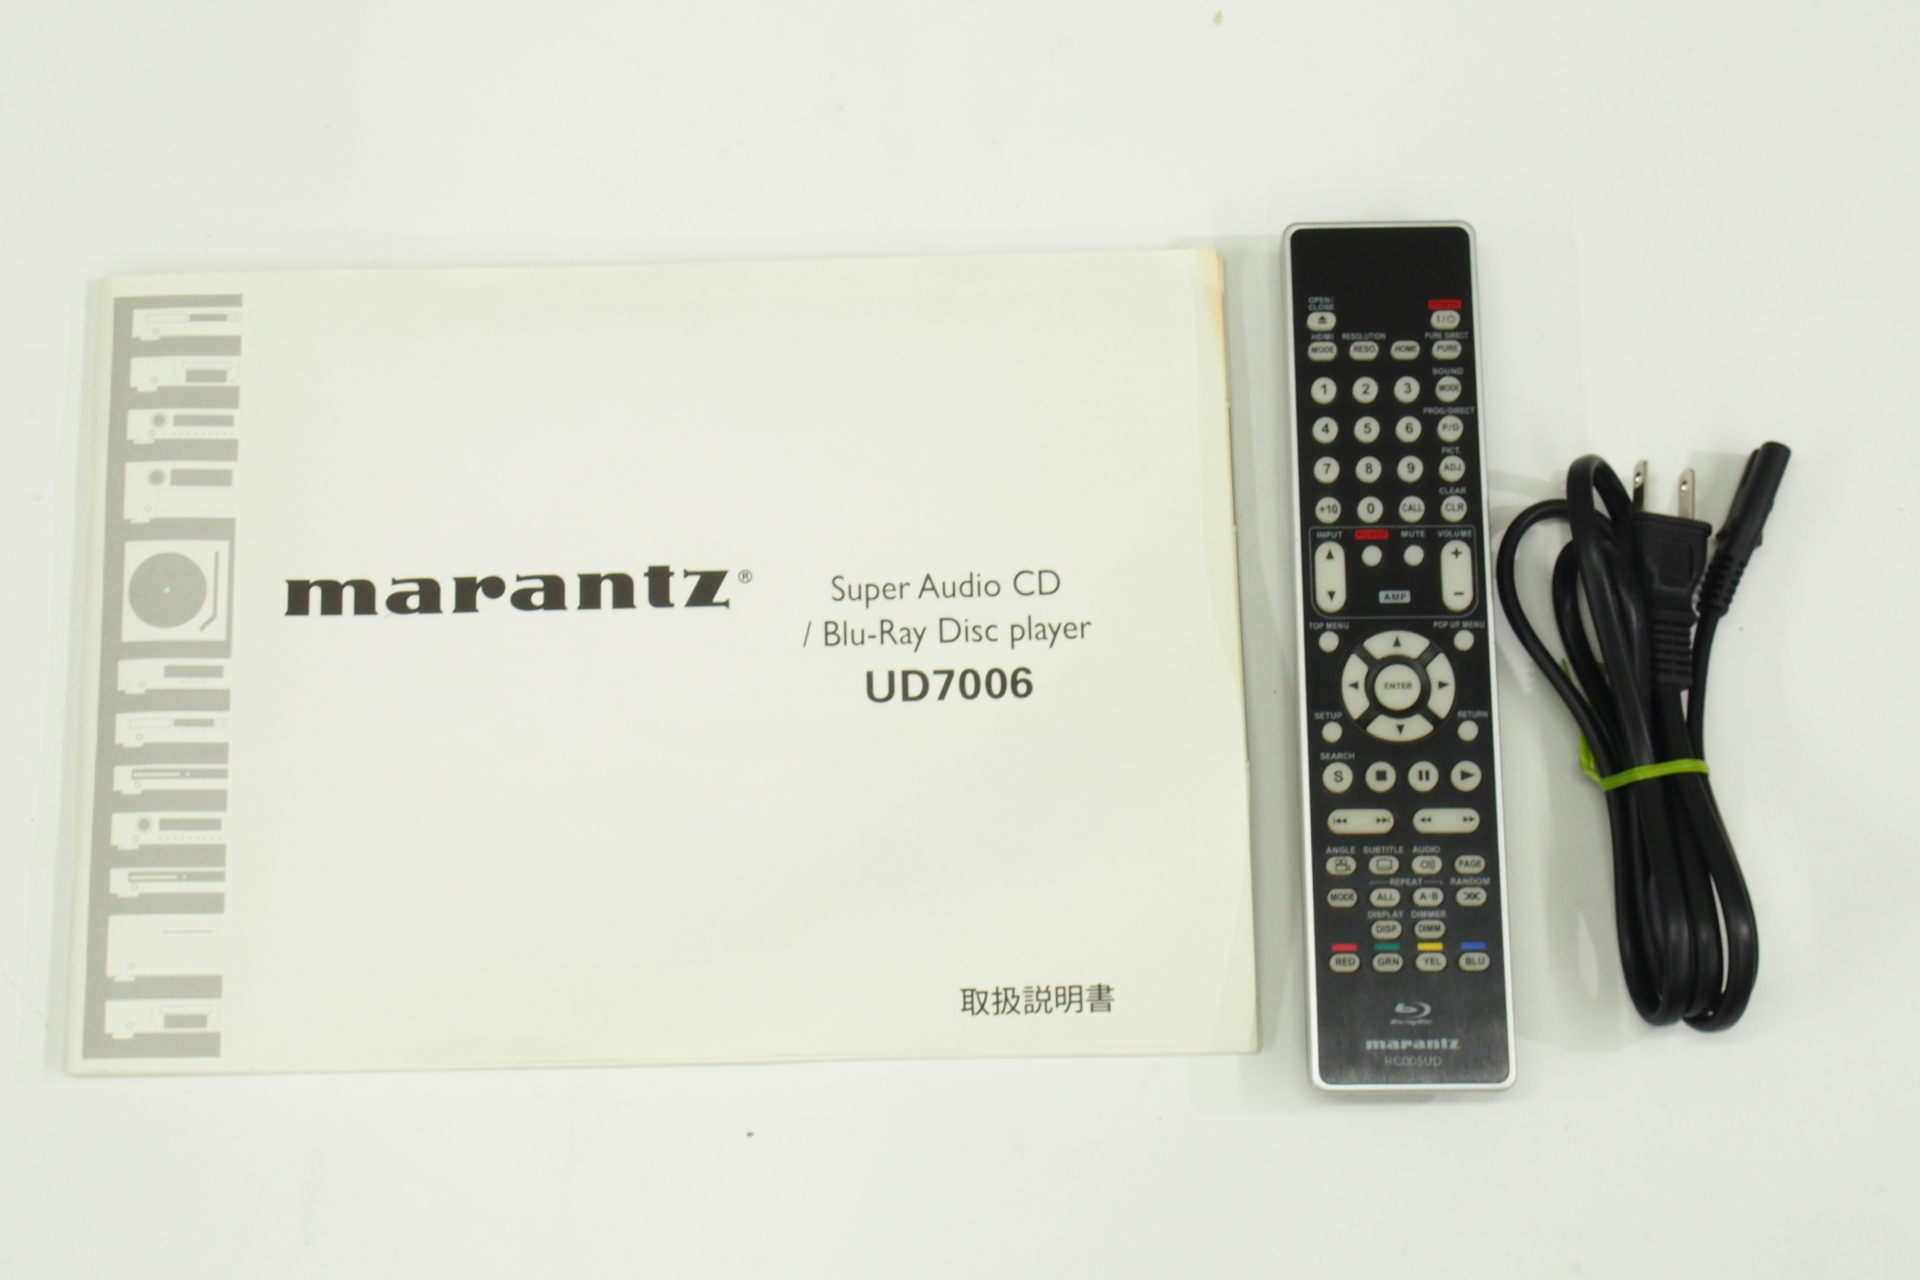 marantz®
Super Audio CD
/ Blu-Ray Disc player
UD7006
取扱説明書
OPEN/
CLOSE
POWER
I/⏻
HDMI RESOLUTION PURE DIRECT
MODE RESO. HOME PURE
SOUND
1 2 3 MODE
PROG/DIRECT
4 5 6 P/D
PICT.
7 8 9 ADJ
CLEAR
+10 0 CALL CLR
INPUT POWER MUTE VOLUME
+
AMP
−
TOP MENU POP UP MENU
ENTER
SETUP RETURN
SEARCH
S
ANGLE SUBTITLE AUDIO
PAGE
REPEAT RANDOM
MODE ALL A-B
DISPLAY DIMMER
DISP DIMM
RED GRN YEL BLU
Blu-ray Disc
marantz
RC005UD